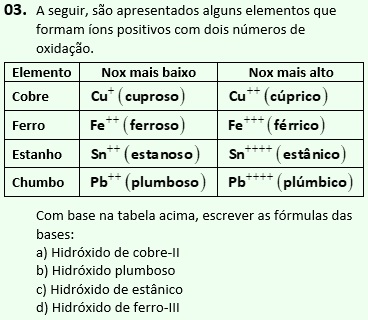 03. A seguir, são apresentados alguns elementos que
formam íons positivos com dois números de
oxidação.
Elemento Nox mais baixo Nox mais alto
Cobre Cu⁺ (cuproso) Cu⁺⁺ (cúprico)
Ferro Fe⁺⁺ (ferroso) Fe⁺⁺⁺ (férrico)
Estanho Sn⁺⁺ (estanoso) Sn⁺⁺⁺⁺ (estânico)
Chumbo Pb⁺⁺ (plumboso) Pb⁺⁺⁺⁺ (plúmbico)
Com base na tabela acima, escrever as fórmulas das
bases:
a) Hidróxido de cobre-II
b) Hidróxido plumboso
c) Hidróxido de estânico
d) Hidróxido de ferro-III